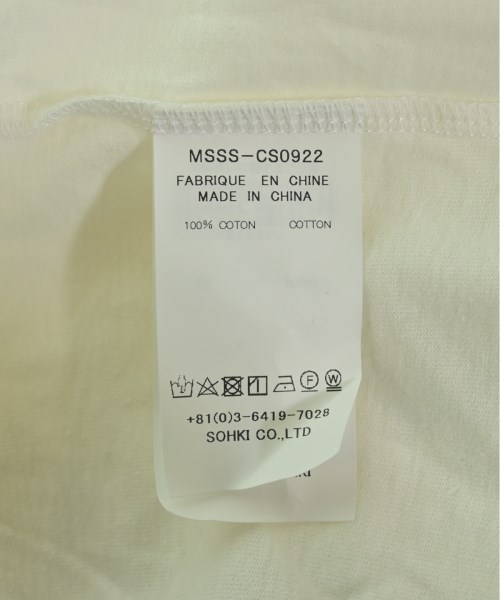 MSSS-CS0922
FABRIQUE EN CHINE
MADE IN CHINA
100% COTON COTTON
F W
+81(0)3-6419-7028
SOHKI CO.,LTD